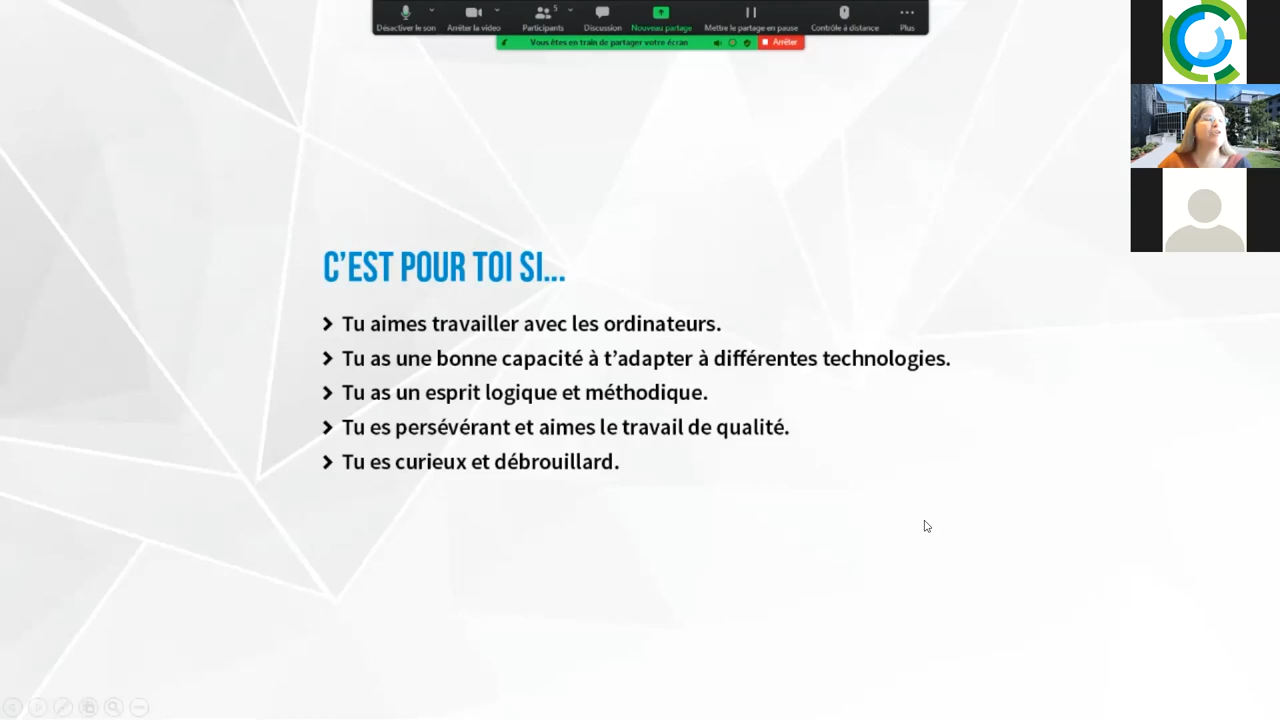 Désactiver le son
Arrêter la vidéo
Participants
5
Discussion
Nouveau partage
Mettre le partage en pause
Contrôle à distance
Plus
Vous êtes en train de partager votre écran
Arrêter
C'EST POUR TOI SI...
Tu aimes travailler avec les ordinateurs.
Tu as une bonne capacité à t'adapter à différentes technologies.
Tu as un esprit logique et méthodique.
Tu es persévérant et aimes le travail de qualité.
Tu es curieux et débrouillard.